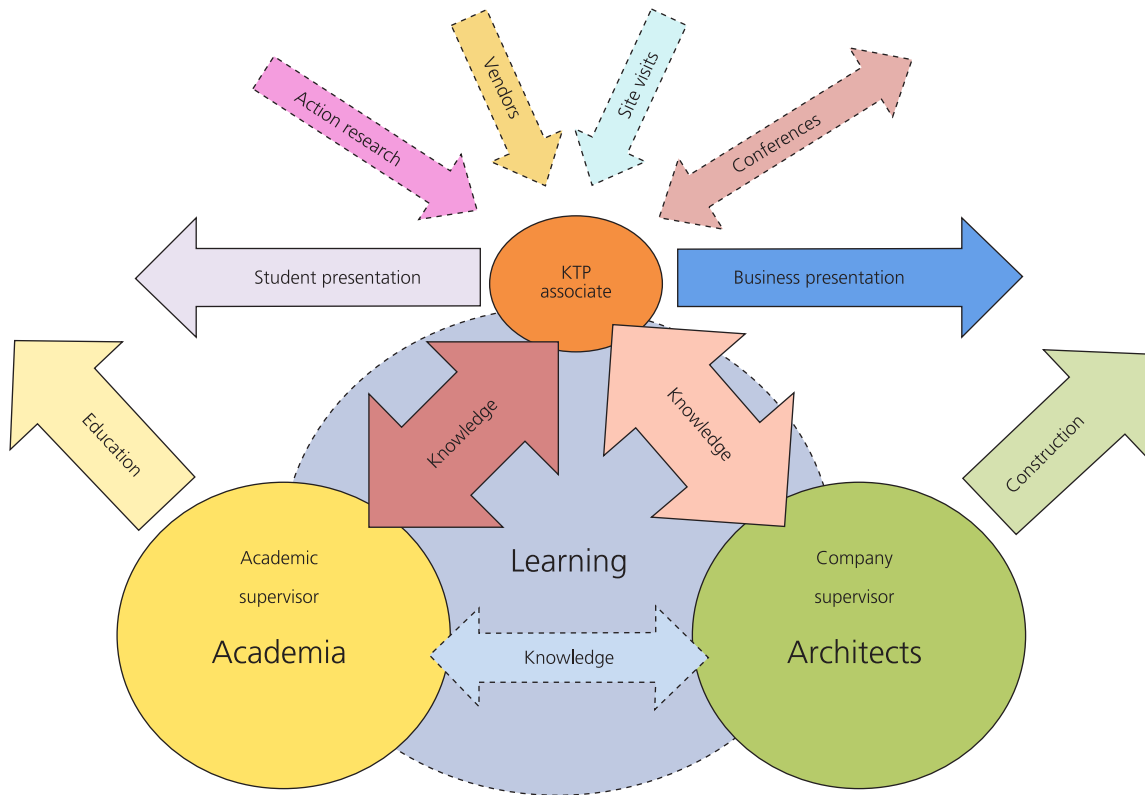 Action research
Vendors
Site visits
Conferences
Student presentation
KTP
associate
Business presentation
Education
Knowledge
Knowledge
Construction
Learning
Academic
supervisor
Academia
Knowledge
Company
supervisor
Architects